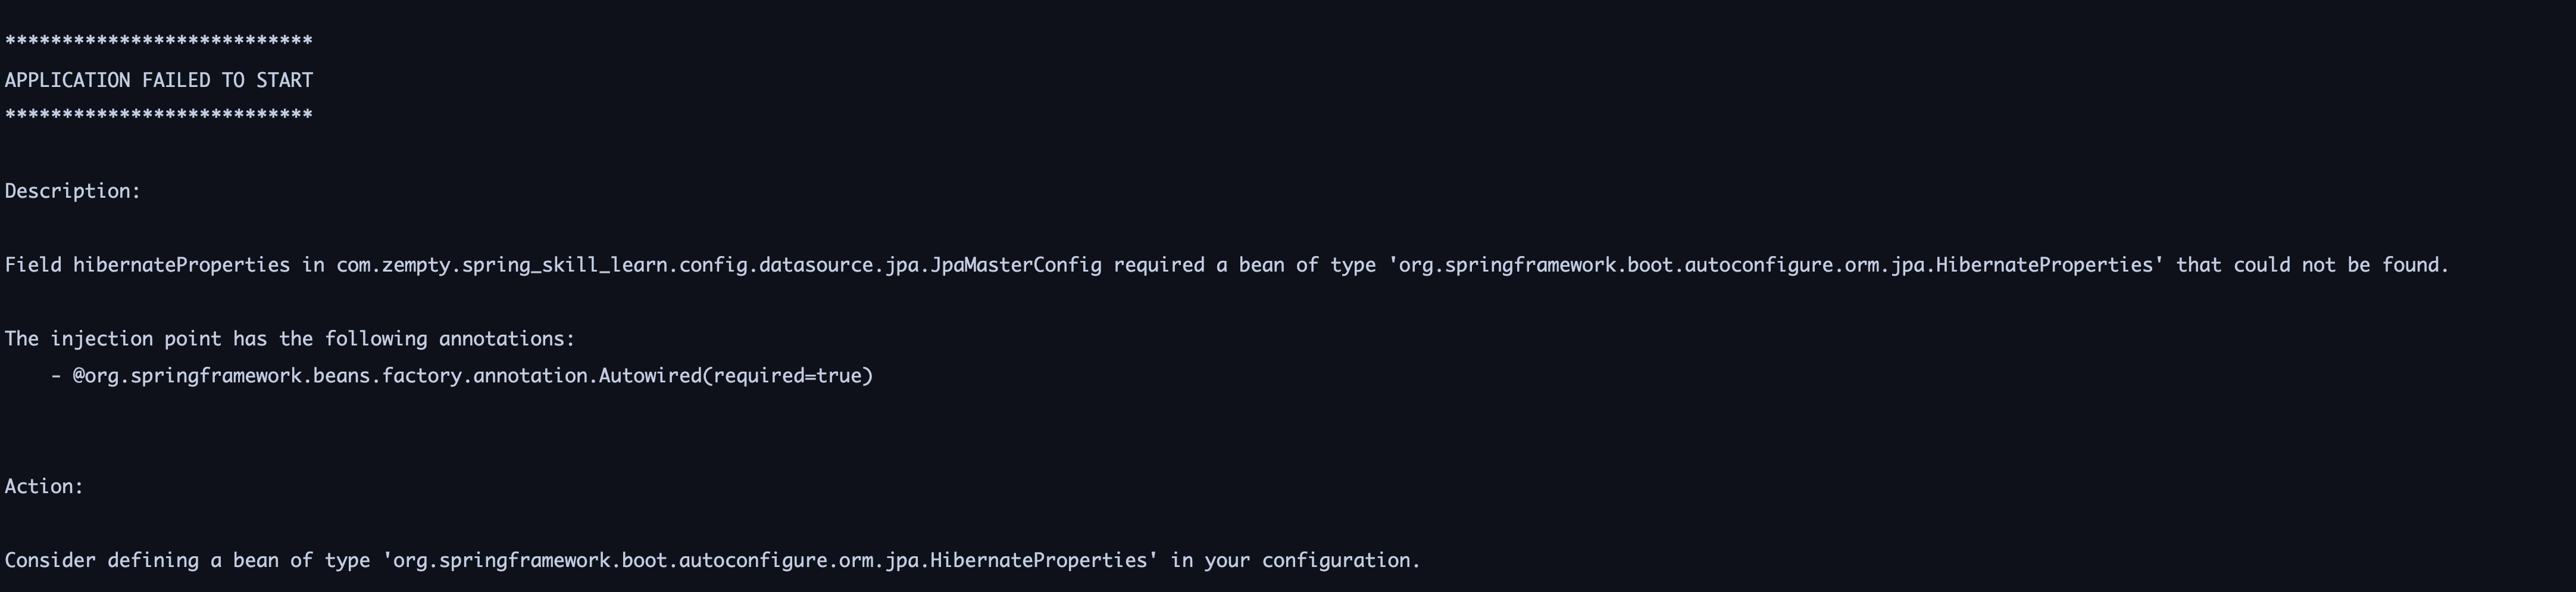 ***************************
APPLICATION FAILED TO START
***************************
Description:
Field hibernateProperties in com.zempty.spring_skill_learn.config.datasource.jpa.JpaMasterConfig required a bean of type 'org.springframework.boot.autoconfigure.orm.jpa.HibernateProperties' that could not be found.
The injection point has the following annotations:
    - @org.springframework.beans.factory.annotation.Autowired(required=true)
Action:
Consider defining a bean of type 'org.springframework.boot.autoconfigure.orm.jpa.HibernateProperties' in your configuration.